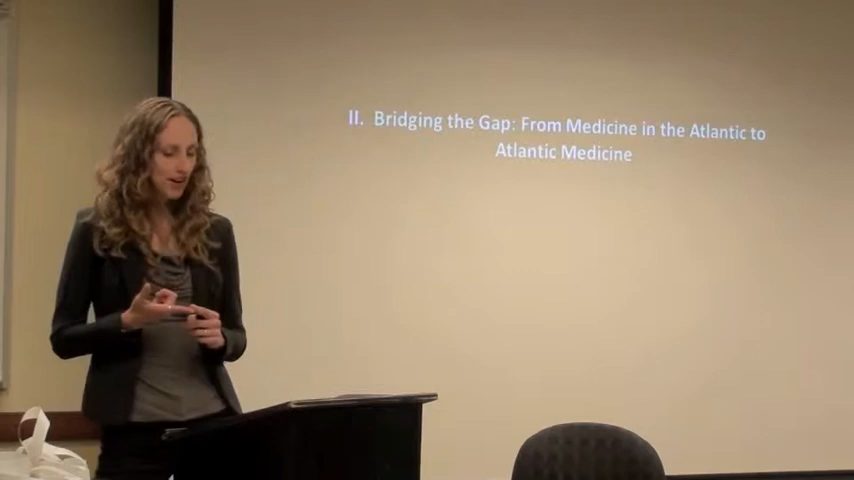 II. Bridging the Gap: From Medicine in the Atlantic to
Atlantic Medicine